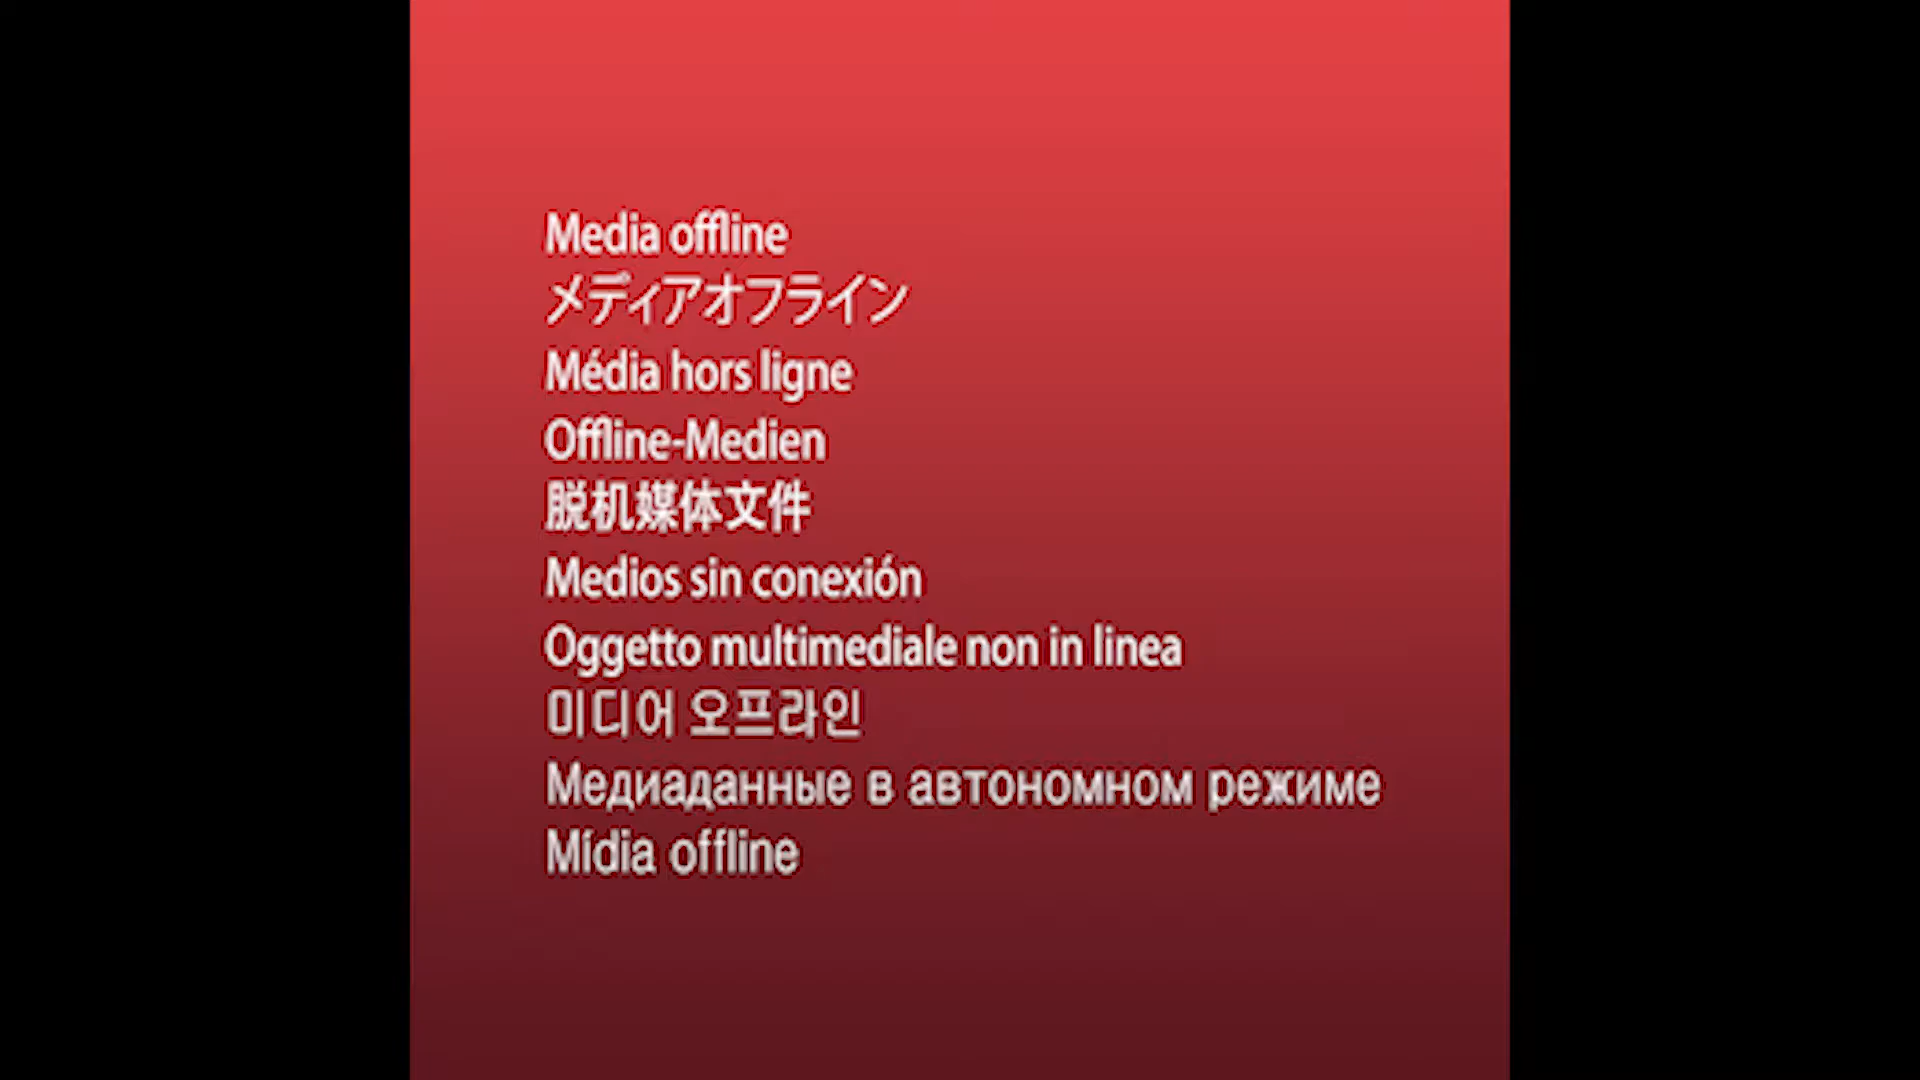 Media offline
メディアオフライン
Média hors ligne
Offline-Medien
脱机媒体文件
Medios sin conexión
Oggetto multimediale non in linea
미디어 오프라인
Медиаданные в автономном режиме
Mídia offline